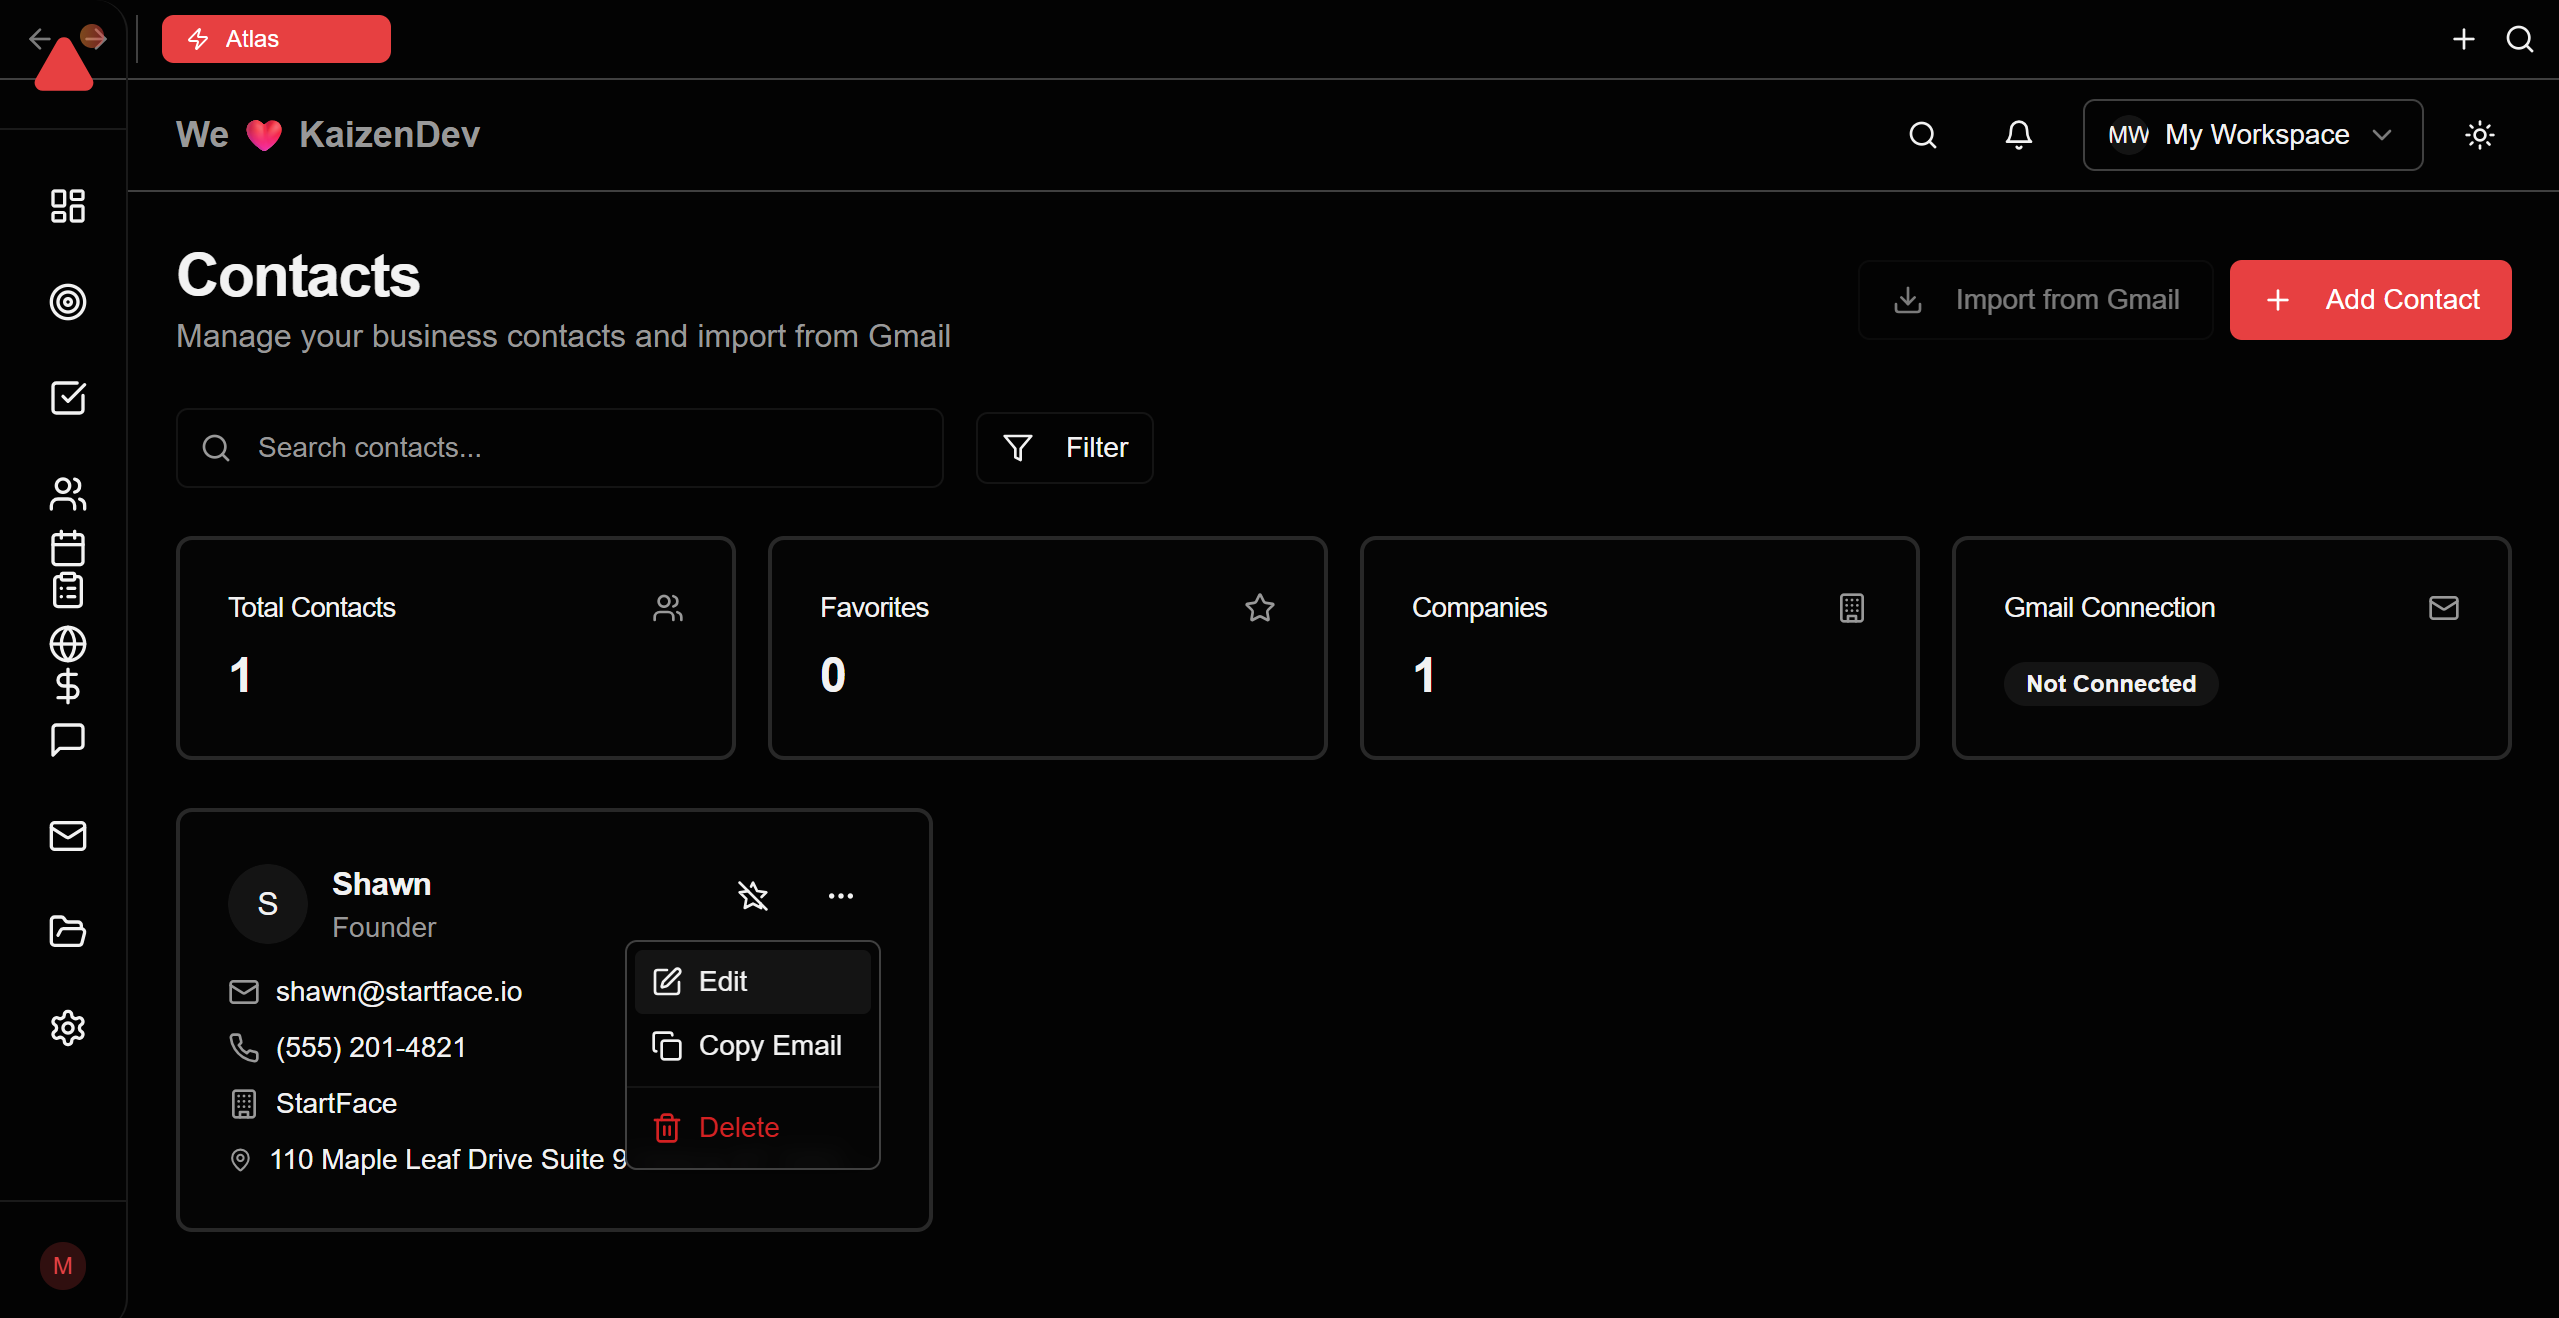 Atlas
We ❤️ KaizenDev
MW My Workspace
Contacts
Manage your business contacts and import from Gmail
Import from Gmail
Add Contact
Search contacts...
Filter
Total Contacts
1
Favorites
0
Companies
1
Gmail Connection
Not Connected
S
Shawn
Founder
shawn@startface.io
(555) 201-4821
StartFace
110 Maple Leaf Drive Suite 9
Edit
Copy Email
Delete
M